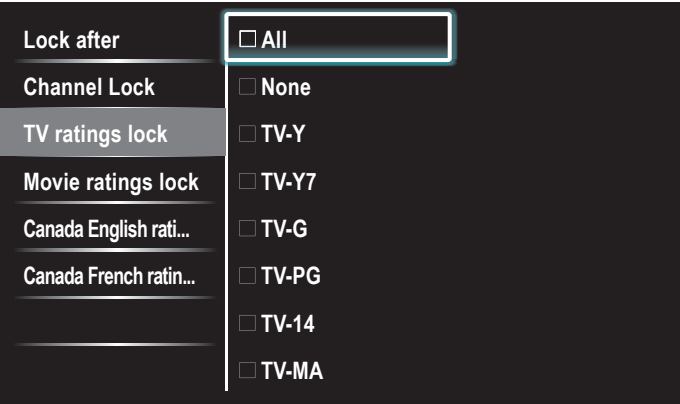 Lock after
Channel Lock
TV ratings lock
Movie ratings lock
Canada English rati...
Canada French ratin...
All
None
TV-Y
TV-Y7
TV-G
TV-PG
TV-14
TV-MA